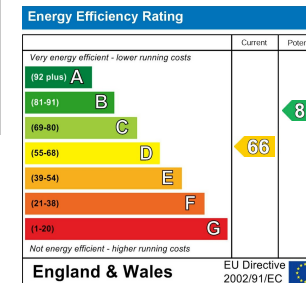 Energy Efficiency Rating
Current
Very energy efficient - lower running costs
(92 plus) A
(81-91) B
(69-80) C
(55-68) D
66
(39-54) E
(21-38) F
(1-20) G
Not energy efficient - higher running costs
England & Wales
EU Directive
2002/91/EC